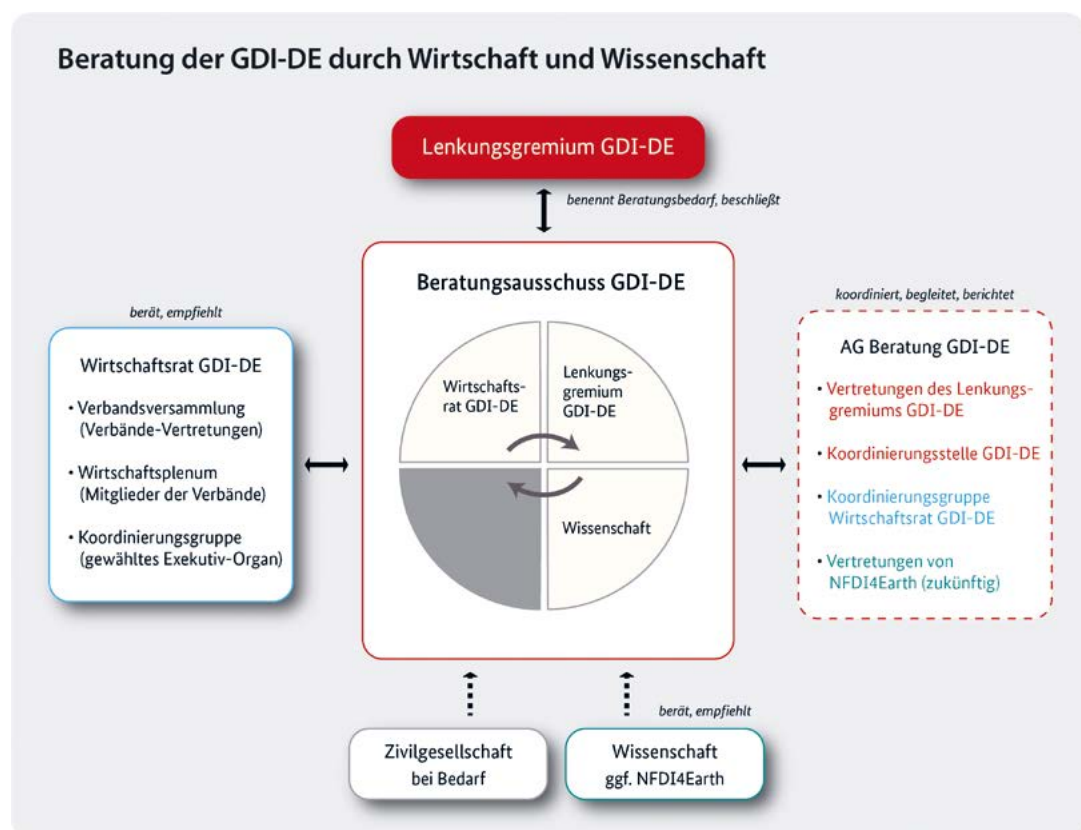 Beratung der GDI-DE durch Wirtschaft und Wissenschaft
Lenkungsgremium GDI-DE
benennt Beratungsbedarf, beschließt
berät, empfiehlt
Wirtschaftsrat GDI-DE
• Verbandsversammlung
(Verbände-Vertretungen)
• Wirtschaftsplenum
(Mitglieder der Verbände)
• Koordinierungsgruppe
(gewähltes Exekutiv-Organ)
Beratungsausschuss GDI-DE
Wirtschafts-
rat GDI-DE
Lenkungs-
gremium
GDI-DE
Wissenschaft
koordiniert, begleitet, berichtet
AG Beratung GDI-DE
• Vertretungen des Lenkungs-
gremiums GDI-DE
• Koordinierungsstelle GDI-DE
• Koordinierungsgruppe
Wirtschaftsrat GDI-DE
• Vertretungen von
NFDI4Earth (zukünftig)
Zivilgesellschaft
bei Bedarf
berät, empfiehlt
Wissenschaft
ggf. NFDI4Earth